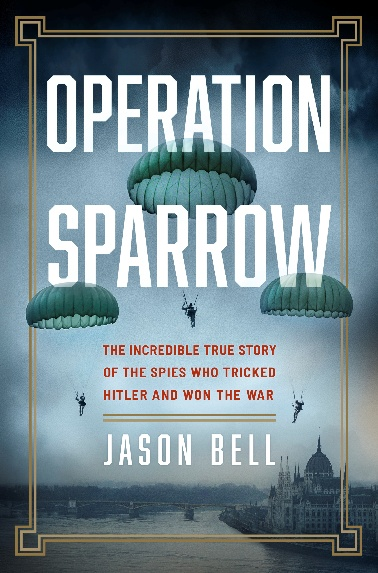 OPERATION
SPARROW
THE INCREDIBLE TRUE STORY
OF THE SPIES WHO TRICKED
HITLER AND WON THE WAR
JASON BELL